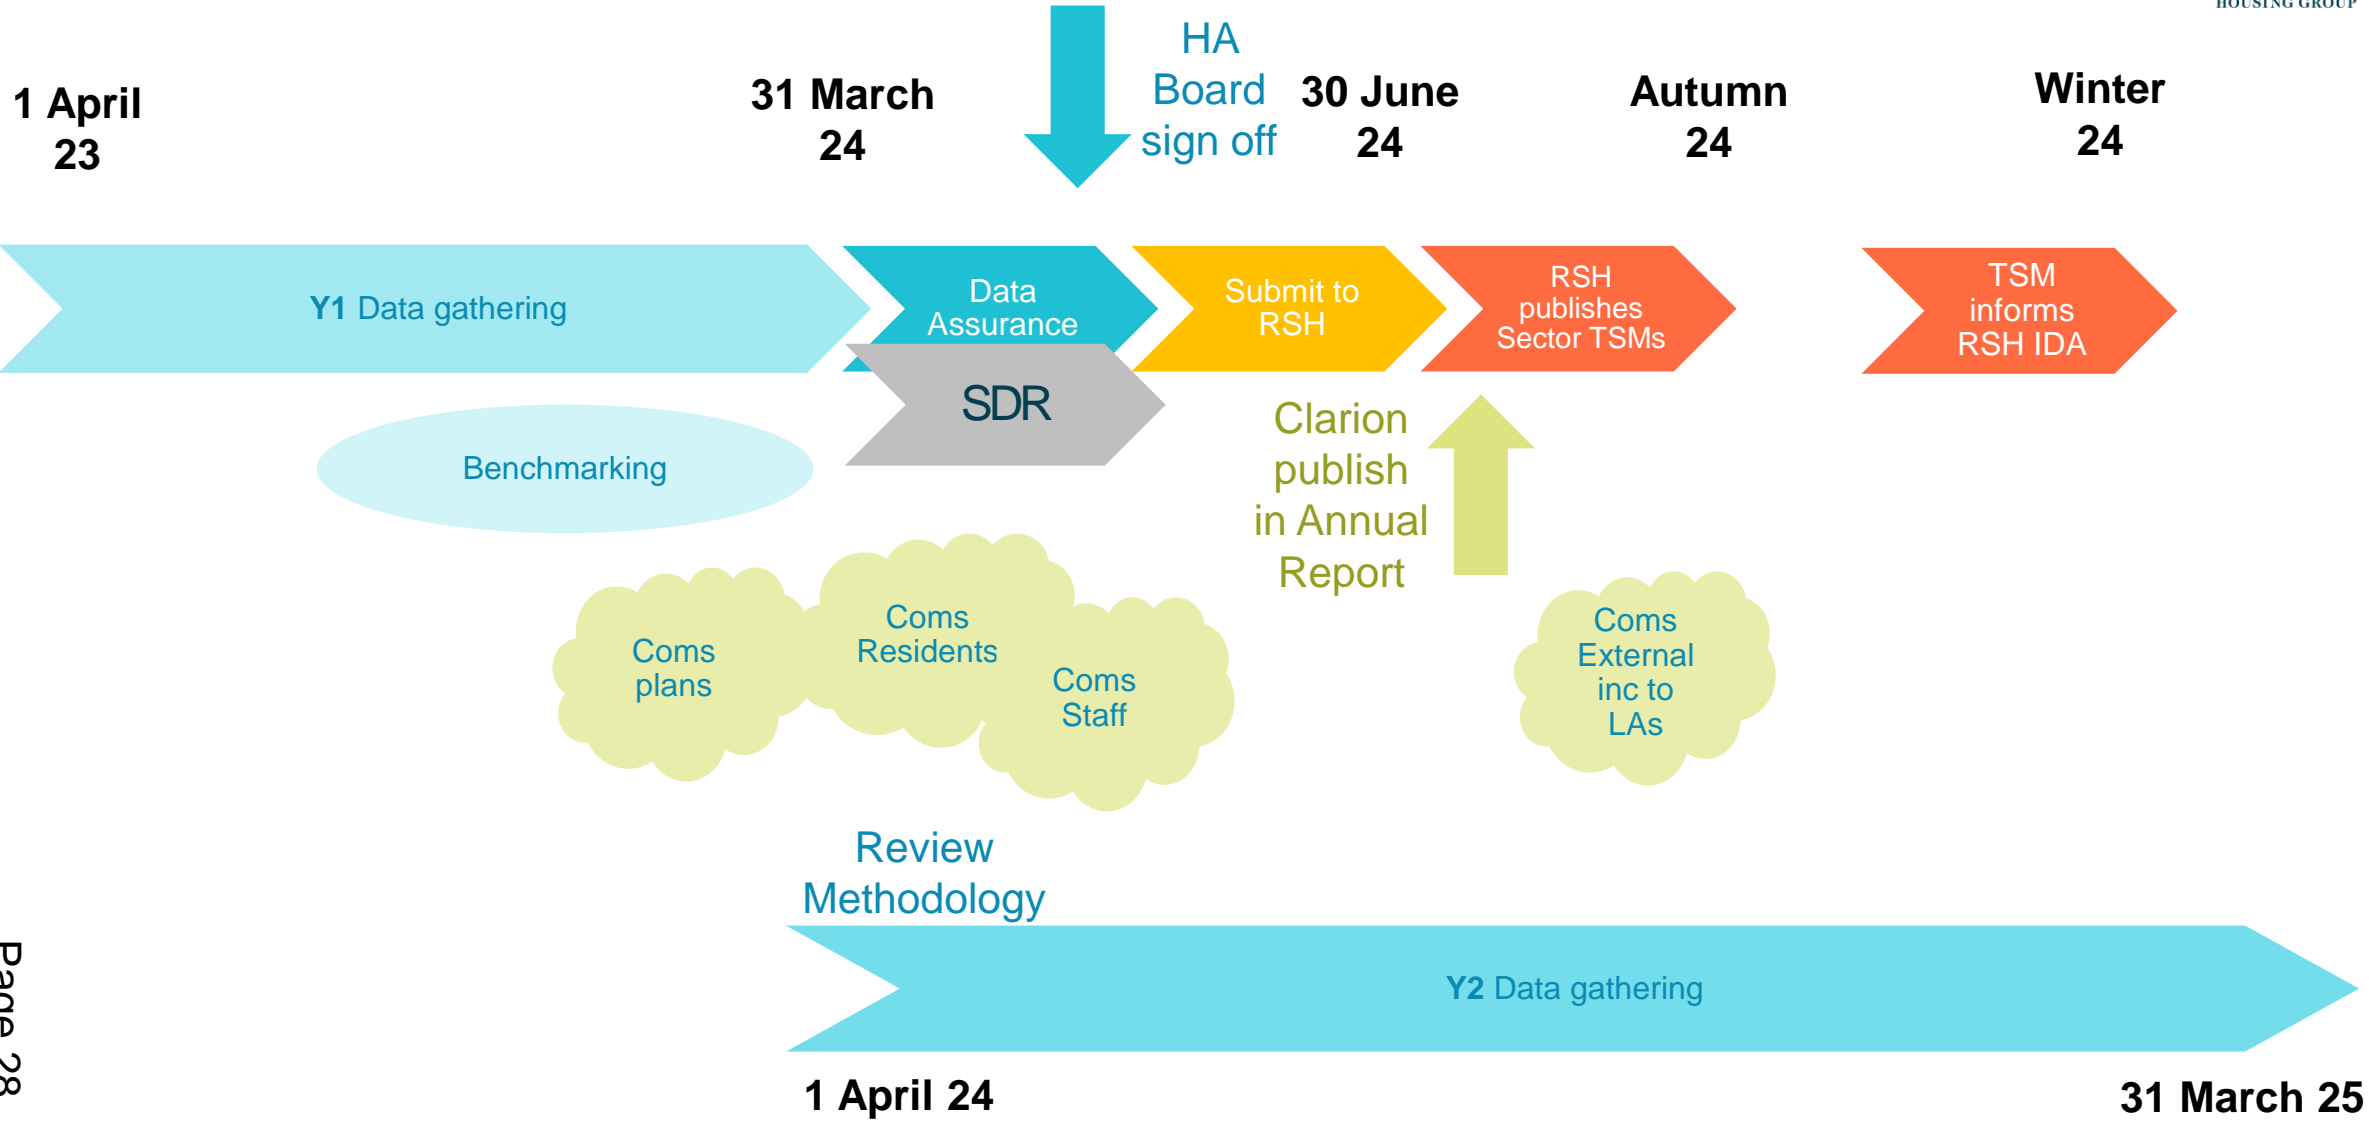 HOUSING GROUP
HA
Board
sign off
1 April
23
31 March
24
30 June
24
Autumn
24
Winter
24
Y1 Data gathering
Data
Assurance
Submit to
RSH
RSH
publishes
Sector TSMs
TSM
informs
RSH IDA
SDR
Benchmarking
Clarion
publish
in Annual
Report
Coms
plans
Coms
Residents
Coms
Staff
Coms
External
inc to
LAs
Review
Methodology
Y2 Data gathering
1 April 24
31 March 25
Page 28